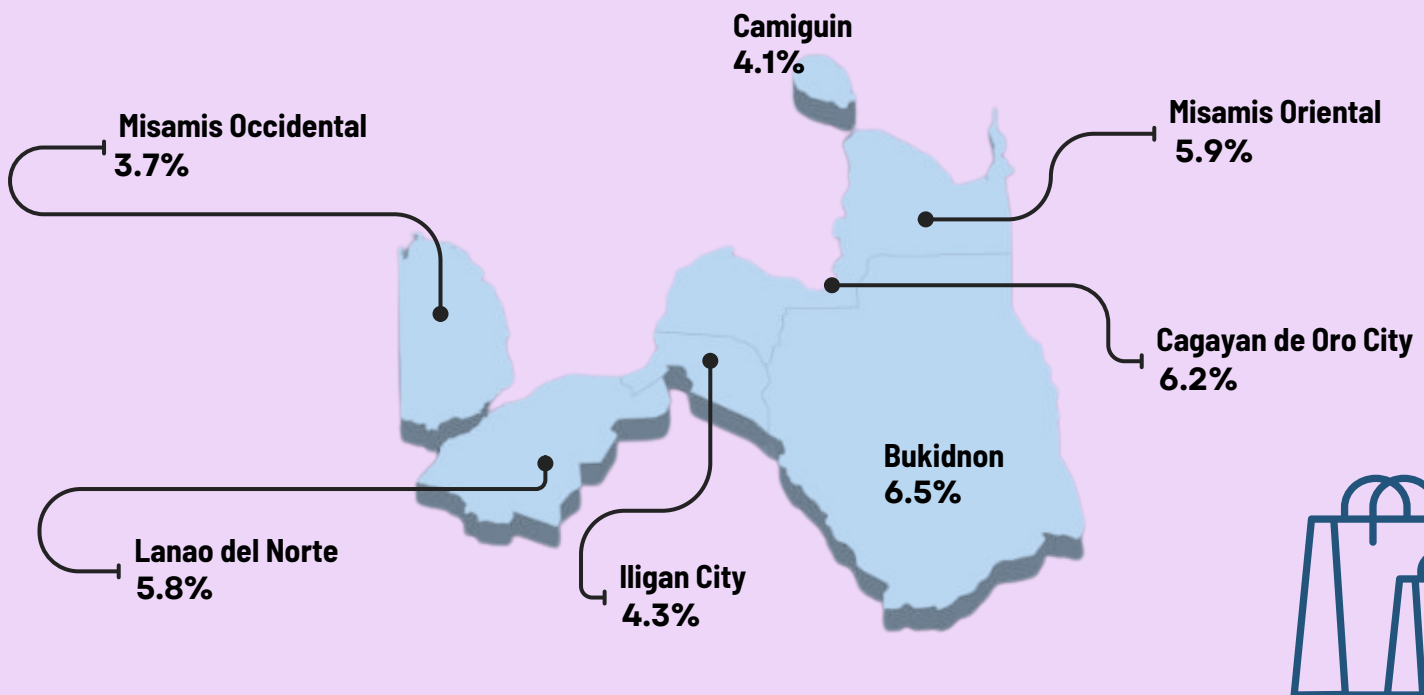 Camiguin
4.1%
Misamis Occidental
3.7%
Misamis Oriental
5.9%
Cagayan de Oro City
6.2%
Bukidnon
6.5%
Lanao del Norte
5.8%
Iligan City
4.3%